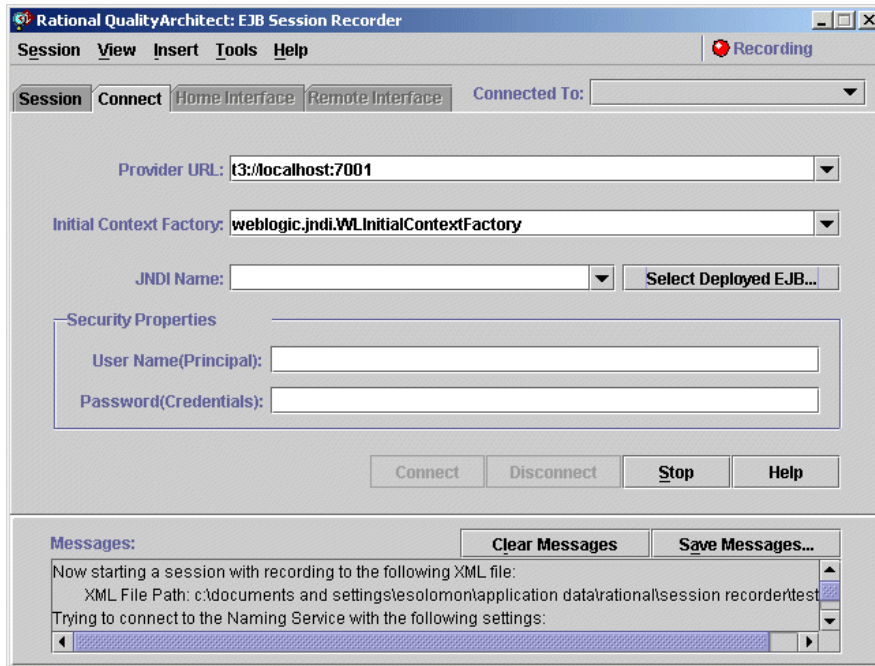 Rational QualityArchitect: EJB Session Recorder
Session View Insert Tools Help Recording
Session Connect Home Interface Remote Interface Connected To:
Provider URL: t3://localhost:7001
Initial Context Factory: weblogic.jndi.WLInitialContextFactory
JNDI Name: Select Deployed EJB...
Security Properties
User Name(Principal):
Password(Credentials):
Connect Disconnect Stop Help
Messages: Clear Messages Save Messages...
Now starting a session with recording to the following XML file:
XML File Path: c:\documents and settings\esolomon\application data\rational\session recorder\test
Trying to connect to the Naming Service with the following settings: